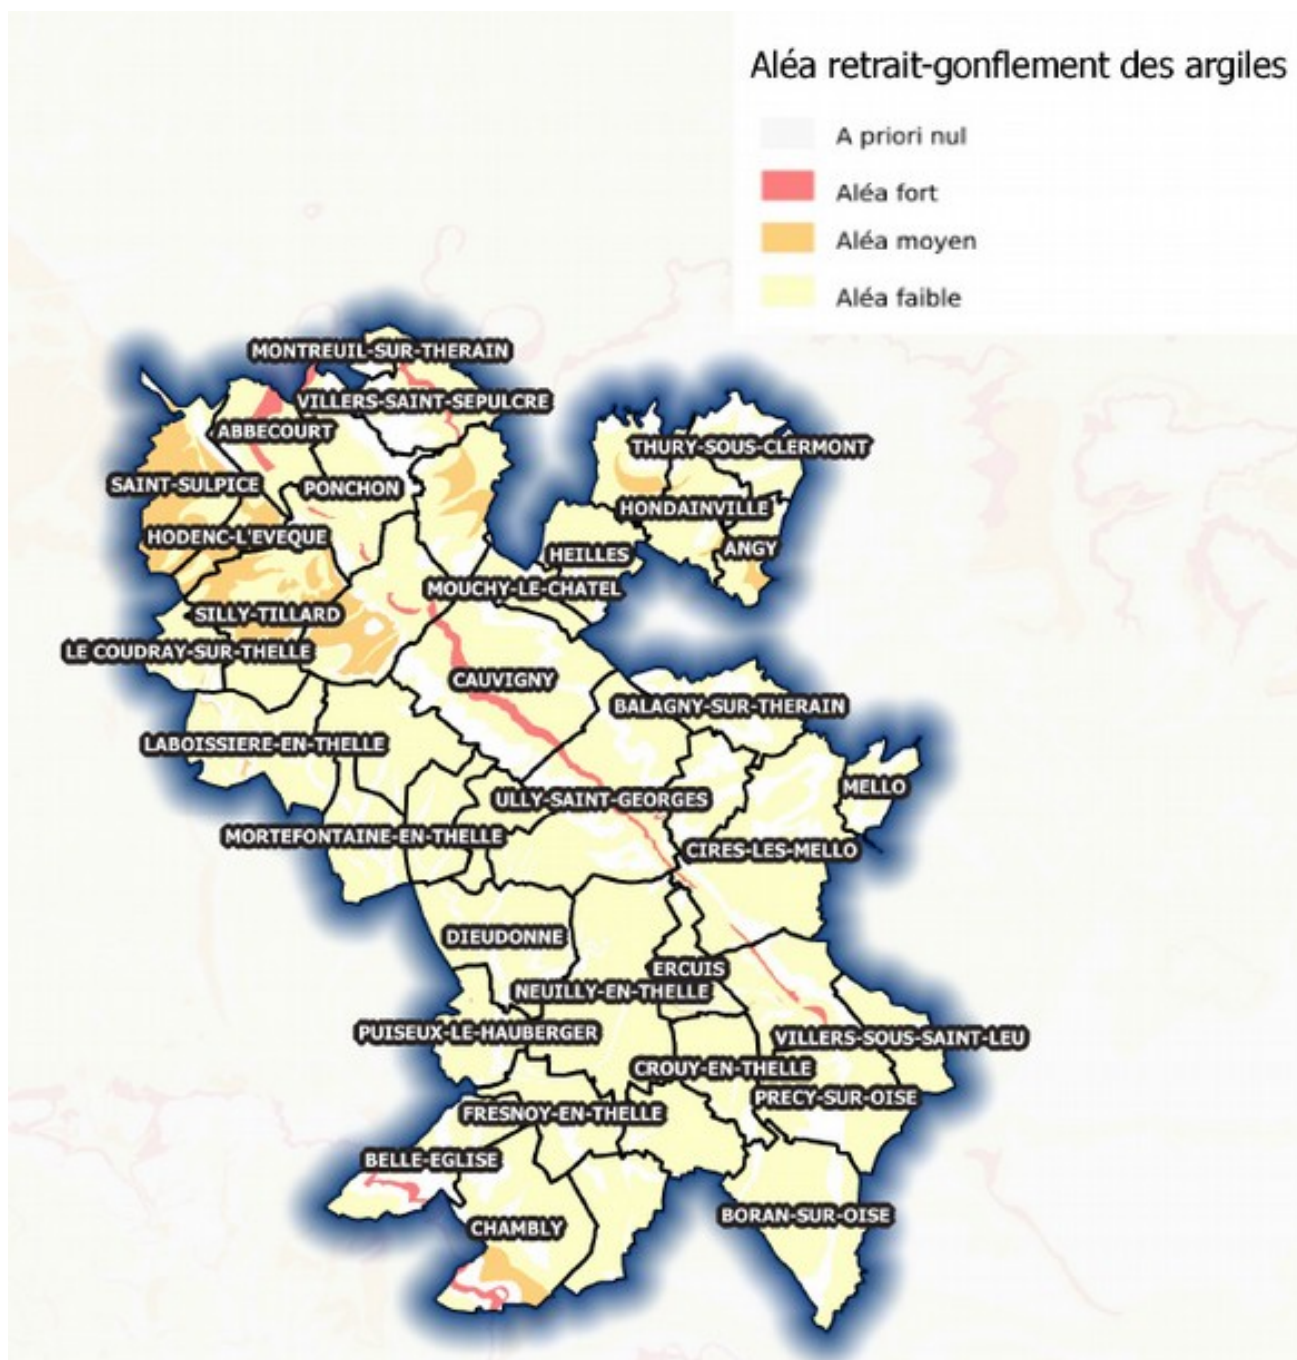 Aléa retrait-gonflement des argiles
A priori nul
Aléa fort
Aléa moyen
Aléa faible
MONTREUIL-SUR-THERAIN
VILLERS-SAINT-SEPULCRE
ABBECOURT
THURY-SOUS-CLERMONT
SAINT-SULPICE
PONCHON
HONDAINVILLE
HODENC-L'EVEQUE
ANGY
HEILLES
MOUCHY-LE-CHATEL
SILLY-TILLARD
LE COUDRAY-SUR-THELLE
CAUVIGNY
BALAGNY-SUR-THERAIN
LABOISSIERE-EN-THELLE
MELLO
ULLY-SAINT-GEORGES
MORTEFONTAINE-EN-THELLE
CIRES-LES-MELLO
DIEUDONNE
ERCUIS
NEUILLY-EN-THELLE
PUISEUX-LE-HAUBERGER
VILLERS-SOUS-SAINT-LEU
CROUY-EN-THELLE
PRECY-SUR-OISE
FRESNOY-EN-THELLE
BELLE-EGLISE
BORAN-SUR-OISE
CHAMBLY